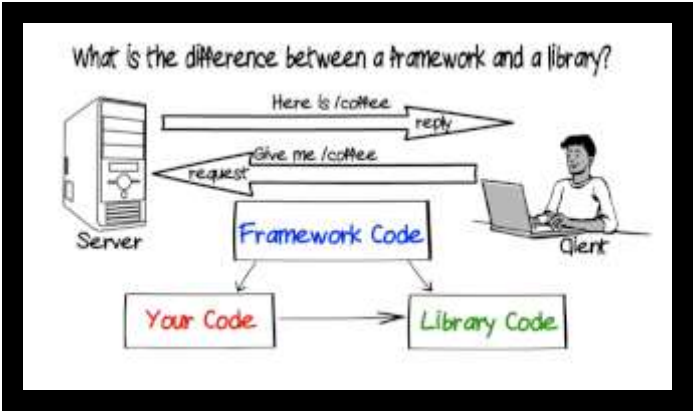 What is the difference between a framework and a library?
Here is /coffee
reply
Give me /coffee
request
Server
Client
Framework Code
Your Code
Library Code